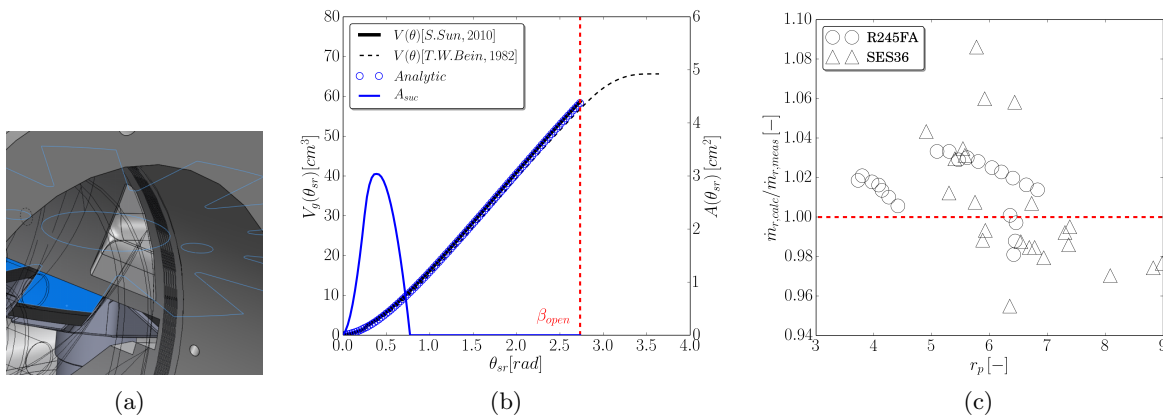 80
70
60
50
40
30
20
10
0
V_g(θ_sr)[cm³]
V(θ)[S.Sun, 2010]
V(θ)[T.W.Bein, 1982]
Analytic
A_suc
β_open
6
5
4
3
2
1
0
A(θ_sr) [cm²]
0.0 0.5 1.0 1.5 2.0 2.5 3.0 3.5 4.0
θ_sr[rad]
1.10
1.08
1.06
1.04
1.02
1.00
0.98
0.96
0.94
ṁ_r,calc/ṁ_r,meas [−]
R245FA
SES36
3 4 5 6 7 8 9
r_p [−]
(a) (b) (c)